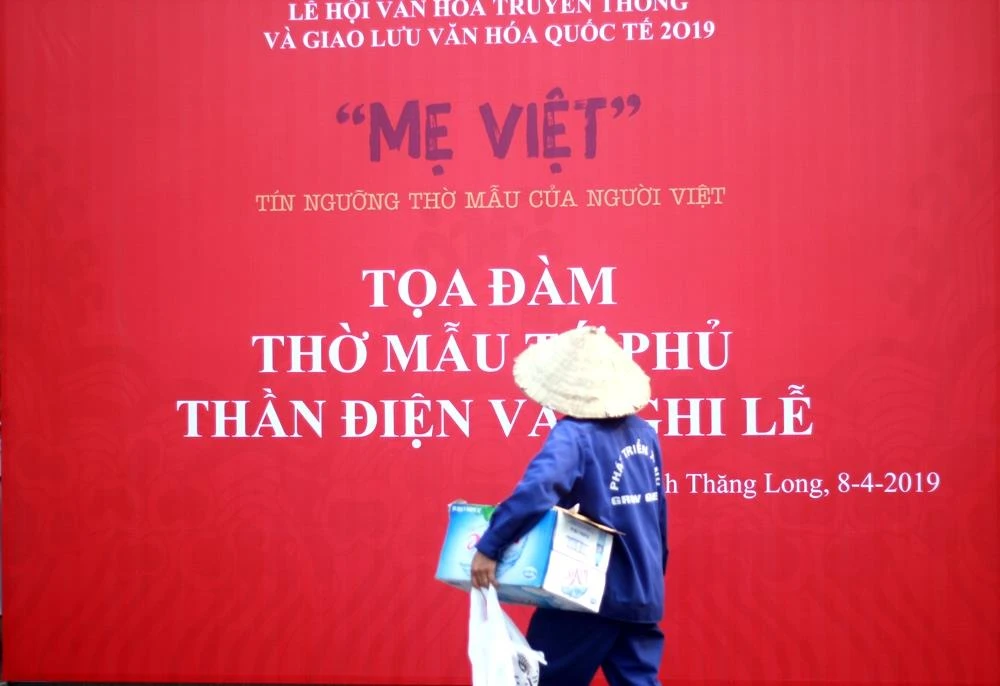 LỄ HỘI VĂN HÓA TRUYỀN THỐNG
VÀ GIAO LƯU VĂN HÓA QUỐC TẾ 2019
“MẸ VIỆT”
TÍN NGƯỠNG THỜ MẪU CỦA NGƯỜI VIỆT
TỌA ĐÀM
THỜ MẪU PHỦ
THẦN ĐIỆN LỄ
Thăng Long, 8-4-2019
TRIỂN